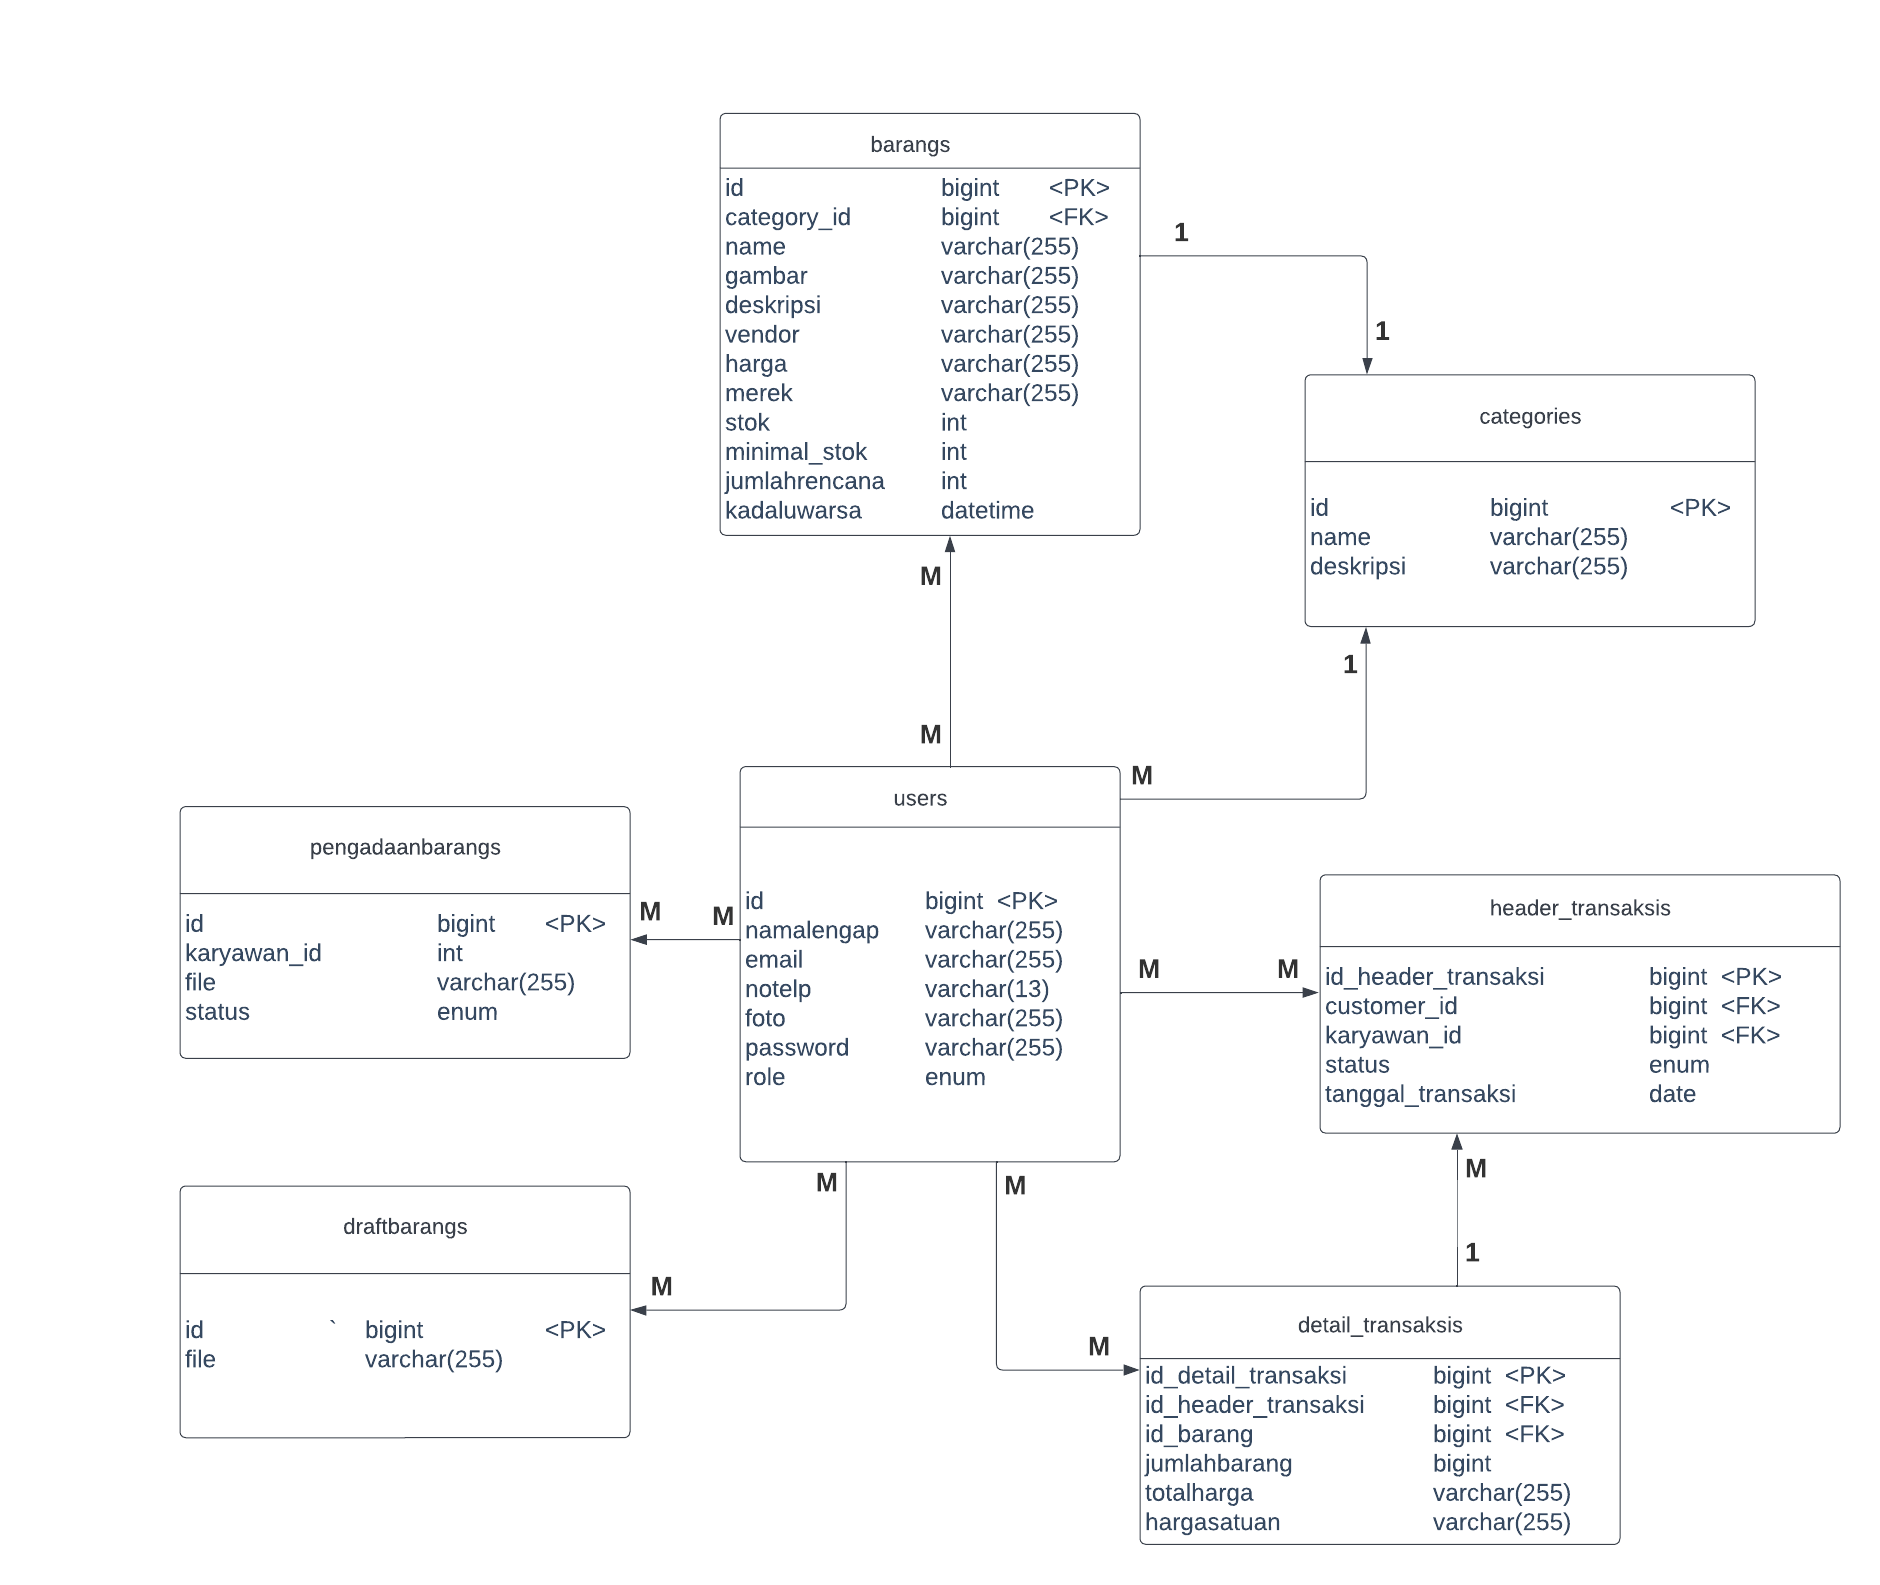 barangs
id bigint <PK>
category_id bigint <FK>
name varchar(255)
gambar varchar(255)
deskripsi varchar(255)
vendor varchar(255)
harga varchar(255)
merek varchar(255)
stok int
minimal_stok int
jumlahrencana int
kadaluwarsa datetime
1
1
categories
id bigint <PK>
name varchar(255)
deskripsi varchar(255)
M
1
M
M
users
id bigint <PK>
namalengap varchar(255)
email varchar(255)
notelp varchar(13)
foto varchar(255)
password varchar(255)
role enum
pengadaanbarangs
id bigint <PK>
karyawan_id int
file varchar(255)
status enum
M M
M M
header_transaksis
id_header_transaksi bigint <PK>
customer_id bigint <FK>
karyawan_id bigint <FK>
status enum
tanggal_transaksi date
M
M
M
1
draftbarangs
id ` bigint <PK>
file varchar(255)
M
M
detail_transaksis
id_detail_transaksi bigint <PK>
id_header_transaksi bigint <FK>
id_barang bigint <FK>
jumlahbarang bigint
totalharga varchar(255)
hargasatuan varchar(255)